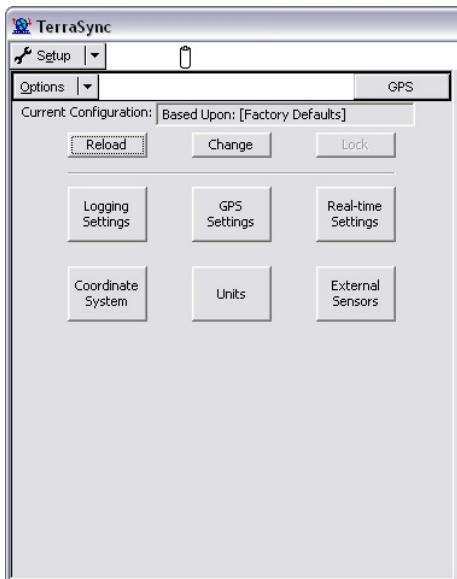 TerraSync
Setup
Options GPS
Current Configuration: Based Upon: [Factory Defaults]
Reload Change Lock
Logging Settings GPS Settings Real-time Settings
Coordinate System Units External Sensors